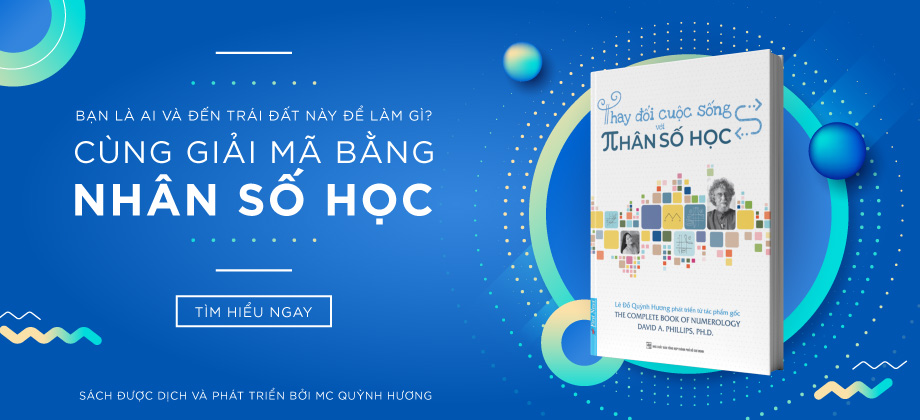 BẠN LÀ AI VÀ ĐẾN TRÁI ĐẤT NÀY ĐỂ LÀM GÌ?
CÙNG GIẢI MÃ BẰNG
NHÂN SỐ HỌC
TÌM HIỂU NGAY
SÁCH ĐƯỢC DỊCH VÀ PHÁT TRIỂN BỞI MC QUỲNH HƯƠNG
Thay đổi cuộc sống
với
NHÂN SỐ HỌC
Lê Đỗ Quỳnh Hương phát triển từ tác phẩm gốc
THE COMPLETE BOOK OF NUMEROLOGY
DAVID A. PHILLIPS, PH.D.